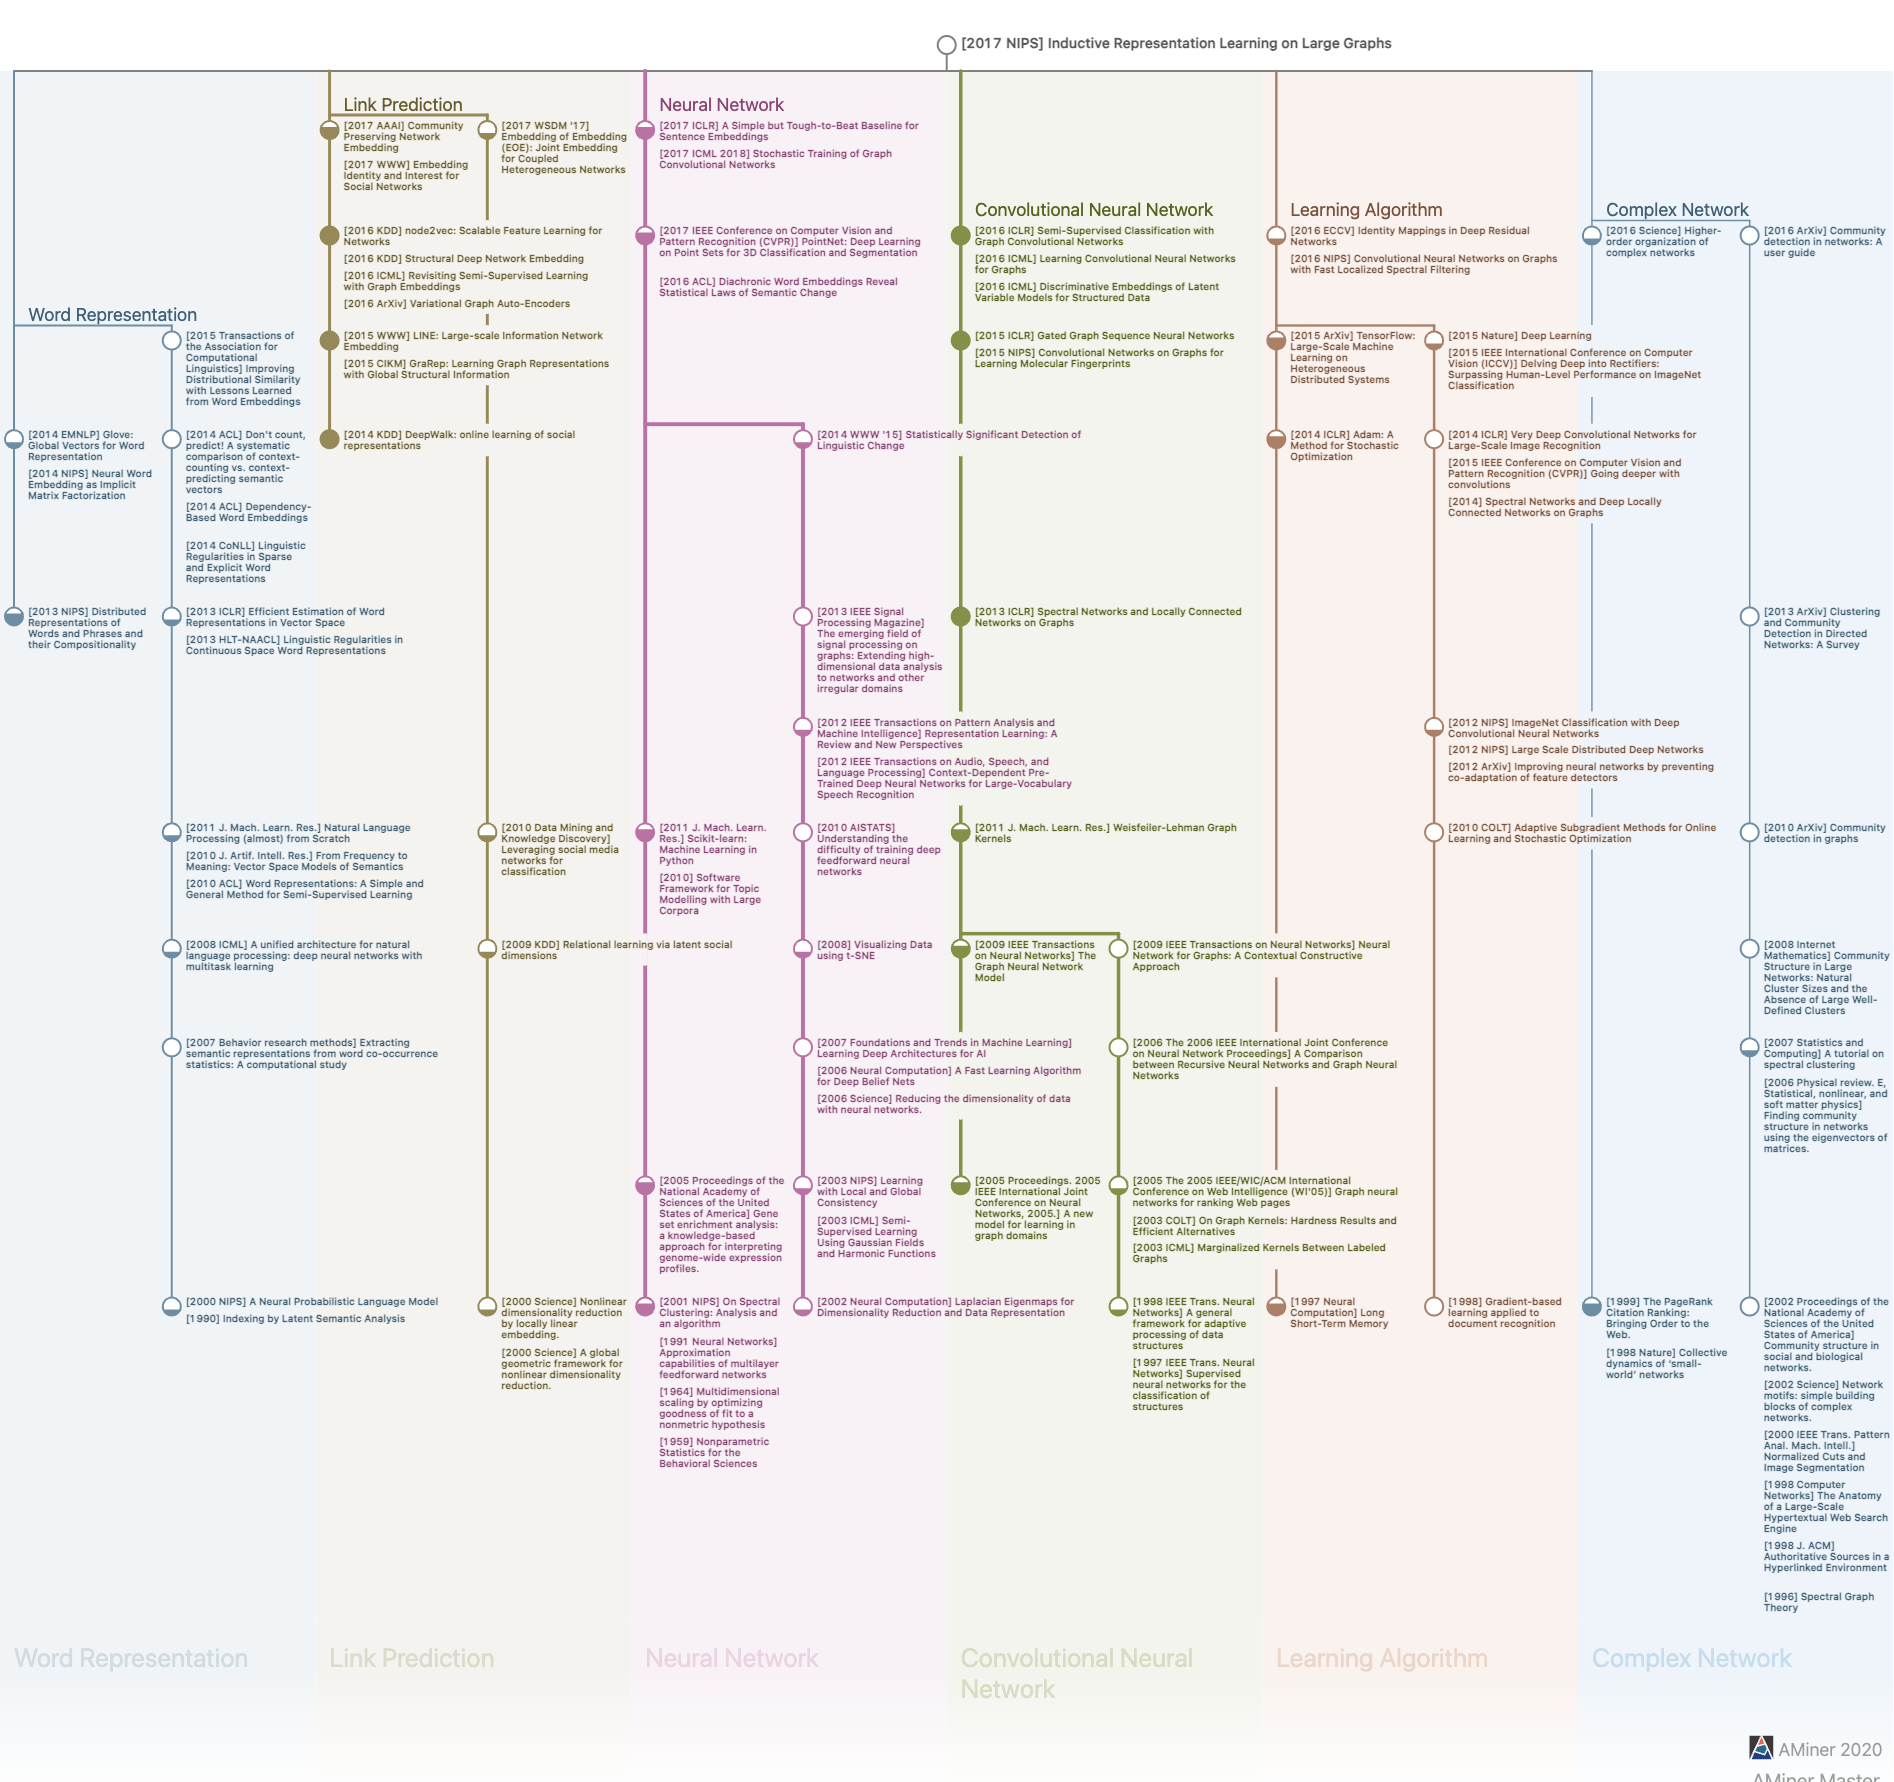 [2017 NIPS] Inductive Representation Learning on Large Graphs
Word Representation
[2015 Transactions of
the Association for
Computational
Linguistics] Improving
Distributional Similarity
with Lessons Learned
from Word Embeddings
[2014 EMNLP] Glove:
Global Vectors for Word
Representation
[2014 NIPS] Neural Word
Embedding as Implicit
Matrix Factorization
[2014 ACL] Don't count,
predict! A systematic
comparison of context-
counting vs. context-
predicting semantic
vectors
[2014 ACL] Dependency-
Based Word Embeddings
[2014 CoNLL] Linguistic
Regularities in Sparse
and Explicit Word
Representations
[2013 NIPS] Distributed
Representations of
Words and Phrases and
their Compositionality
[2013 ICLR] Efficient Estimation of Word
Representations in Vector Space
[2013 HLT-NAACL] Linguistic Regularities in
Continuous Space Word Representations
[2011 J. Mach. Learn. Res.] Natural Language
Processing (almost) from Scratch
[2010 J. Artif. Intell. Res.] From Frequency to
Meaning: Vector Space Models of Semantics
[2010 ACL] Word Representations: A Simple and
General Method for Semi-Supervised Learning
[2008 ICML] A unified architecture for natural
language processing: deep neural networks with
multitask learning
[2007 Behavior research methods] Extracting
semantic representations from word co-occurrence
statistics: A computational study
[2000 NIPS] A Neural Probabilistic Language Model
[1990] Indexing by Latent Semantic Analysis
Link Prediction
[2017 AAAI] Community
Preserving Network
Embedding
[2017 WWW] Embedding
Identity and Interest for
Social Networks
[2017 WSDM '17]
Embedding of Embedding
(EOE): Joint Embedding
for Coupled
Heterogeneous Networks
[2016 KDD] node2vec: Scalable Feature Learning for
Networks
[2016 KDD] Structural Deep Network Embedding
[2016 ICML] Revisiting Semi-Supervised Learning
with Graph Embeddings
[2016 ArXiv] Variational Graph Auto-Encoders
[2015 WWW] LINE: Large-scale Information Network
Embedding
[2015 CIKM] GraRep: Learning Graph Representations
with Global Structural Information
[2014 KDD] DeepWalk: online learning of social
representations
[2010 Data Mining and
Knowledge Discovery]
Leveraging social media
networks for
classification
[2009 KDD] Relational learning via latent social
dimensions
[2000 Science] Nonlinear
dimensionality reduction
by locally linear
embedding.
[2000 Science] A global
geometric framework for
nonlinear dimensionality
reduction.
Neural Network
[2017 ICLR] A Simple but Tough-to-Beat Baseline for
Sentence Embeddings
[2017 ICML 2018] Stochastic Training of Graph
Convolutional Networks
[2017 IEEE Conference on Computer Vision and
Pattern Recognition (CVPR)] PointNet: Deep Learning
on Point Sets for 3D Classification and Segmentation
[2016 ACL] Diachronic Word Embeddings Reveal
Statistical Laws of Semantic Change
[2014 WWW '15] Statistically Significant Detection of
Linguistic Change
[2013 IEEE Signal
Processing Magazine]
The emerging field of
signal processing on
graphs: Extending high-
dimensional data analysis
to networks and other
irregular domains
[2012 IEEE Transactions on Pattern Analysis and
Machine Intelligence] Representation Learning: A
Review and New Perspectives
[2012 IEEE Transactions on Audio, Speech, and
Language Processing] Context-Dependent Pre-
Trained Deep Neural Networks for Large-Vocabulary
Speech Recognition
[2011 J. Mach. Learn.
Res.] Scikit-learn:
Machine Learning in
Python
[2010] Software
Framework for Topic
Modelling with Large
Corpora
[2010 AISTATS]
Understanding the
difficulty of training deep
feedforward neural
networks
[2008] Visualizing Data
using t-SNE
[2007 Foundations and Trends in Machine Learning]
Learning Deep Architectures for AI
[2006 Neural Computation] A Fast Learning Algorithm
for Deep Belief Nets
[2006 Science] Reducing the dimensionality of data
with neural networks.
[2005 Proceedings of the
National Academy of
Sciences of the United
States of America] Gene
set enrichment analysis:
a knowledge-based
approach for interpreting
genome-wide expression
profiles.
[2003 NIPS] Learning
with Local and Global
Consistency
[2003 ICML] Semi-
Supervised Learning
Using Gaussian Fields
and Harmonic Functions
[2001 NIPS] On Spectral
Clustering: Analysis and
an algorithm
[1991 Neural Networks]
Approximation
capabilities of multilayer
feedforward networks
[1964] Multidimensional
scaling by optimizing
goodness of fit to a
nonmetric hypothesis
[1959] Nonparametric
Statistics for the
Behavioral Sciences
[2002 Neural Computation] Laplacian Eigenmaps for
Dimensionality Reduction and Data Representation
Convolutional Neural Network
[2016 ICLR] Semi-Supervised Classification with
Graph Convolutional Networks
[2016 ICML] Learning Convolutional Neural Networks
for Graphs
[2016 ICML] Discriminative Embeddings of Latent
Variable Models for Structured Data
[2015 ICLR] Gated Graph Sequence Neural Networks
[2015 NIPS] Convolutional Networks on Graphs for
Learning Molecular Fingerprints
[2013 ICLR] Spectral Networks and Locally Connected
Networks on Graphs
[2011 J. Mach. Learn. Res.] Weisfeiler-Lehman Graph
Kernels
[2009 IEEE Transactions
on Neural Networks] The
Graph Neural Network
Model
[2009 IEEE Transactions on Neural Networks] Neural
Network for Graphs: A Contextual Constructive
Approach
[2006 The 2006 IEEE International Joint Conference
on Neural Network Proceedings] A Comparison
between Recursive Neural Networks and Graph Neural
Networks
[2005 Proceedings. 2005
IEEE International Joint
Conference on Neural
Networks, 2005.] A new
model for learning in
graph domains
[2005 The 2005 IEEE/WIC/ACM International
Conference on Web Intelligence (WI'05)] Graph neural
networks for ranking Web pages
[2003 COLT] On Graph Kernels: Hardness Results and
Efficient Alternatives
[2003 ICML] Marginalized Kernels Between Labeled
Graphs
[1998 IEEE Trans. Neural
Networks] A general
framework for adaptive
processing of data
structures
[1997 IEEE Trans. Neural
Networks] Supervised
neural networks for the
classification of
structures
Learning Algorithm
[2016 ECCV] Identity Mappings in Deep Residual
Networks
[2016 NIPS] Convolutional Neural Networks on Graphs
with Fast Localized Spectral Filtering
[2015 ArXiv] TensorFlow:
Large-Scale Machine
Learning on
Heterogeneous
Distributed Systems
[2015 Nature] Deep Learning
[2015 IEEE International Conference on Computer
Vision (ICCV)] Delving Deep into Rectifiers:
Surpassing Human-Level Performance on ImageNet
Classification
[2014 ICLR] Adam: A
Method for Stochastic
Optimization
[2014 ICLR] Very Deep Convolutional Networks for
Large-Scale Image Recognition
[2015 IEEE Conference on Computer Vision and
Pattern Recognition (CVPR)] Going deeper with
convolutions
[2014] Spectral Networks and Deep Locally
Connected Networks on Graphs
[2012 NIPS] ImageNet Classification with Deep
Convolutional Neural Networks
[2012 NIPS] Large Scale Distributed Deep Networks
[2012 ArXiv] Improving neural networks by preventing
co-adaptation of feature detectors
[2010 COLT] Adaptive Subgradient Methods for Online
Learning and Stochastic Optimization
[1997 Neural
Computation] Long
Short-Term Memory
[1998] Gradient-based
learning applied to
document recognition
Complex Network
[2016 Science] Higher-
order organization of
complex networks
[2016 ArXiv] Community
detection in networks: A
user guide
[2013 ArXiv] Clustering
and Community
Detection in Directed
Networks: A Survey
[2010 ArXiv] Community
detection in graphs
[2008 Internet
Mathematics] Community
Structure in Large
Networks: Natural
Cluster Sizes and the
Absence of Large Well-
Defined Clusters
[2007 Statistics and
Computing] A tutorial on
spectral clustering
[2006 Physical review. E,
Statistical, nonlinear, and
soft matter physics]
Finding community
structure in networks
using the eigenvectors of
matrices.
[1999] The PageRank
Citation Ranking:
Bringing Order to the
Web.
[1998 Nature] Collective
dynamics of ‘small-
world’ networks
[2002 Proceedings of the
National Academy of
Sciences of the United
States of America]
Community structure in
social and biological
networks.
[2002 Science] Network
motifs: simple building
blocks of complex
networks.
[2000 IEEE Trans. Pattern
Anal. Mach. Intell.]
Normalized Cuts and
Image Segmentation
[1998 Computer
Networks] The Anatomy
of a Large-Scale
Hypertextual Web Search
Engine
[1998 J. ACM]
Authoritative Sources in a
Hyperlinked Environment
[1996] Spectral Graph
Theory
Word Representation
Link Prediction
Neural Network
Convolutional Neural
Network
Learning Algorithm
Complex Network
AMiner 2020
AMiner Master